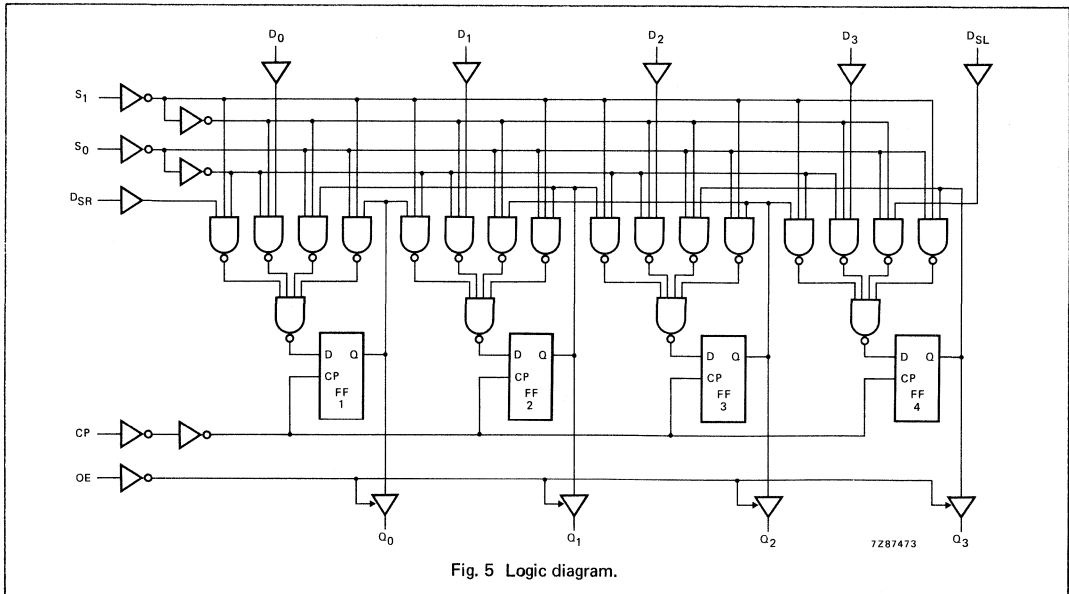 D0 D1 D2 D3 DSL
S1
S0
DSR
D Q D Q D Q D Q
CP CP CP CP
FF FF FF FF
1 2 3 4
CP
OE
Q0 Q1 Q2 7Z87473 Q3
Fig. 5 Logic diagram.